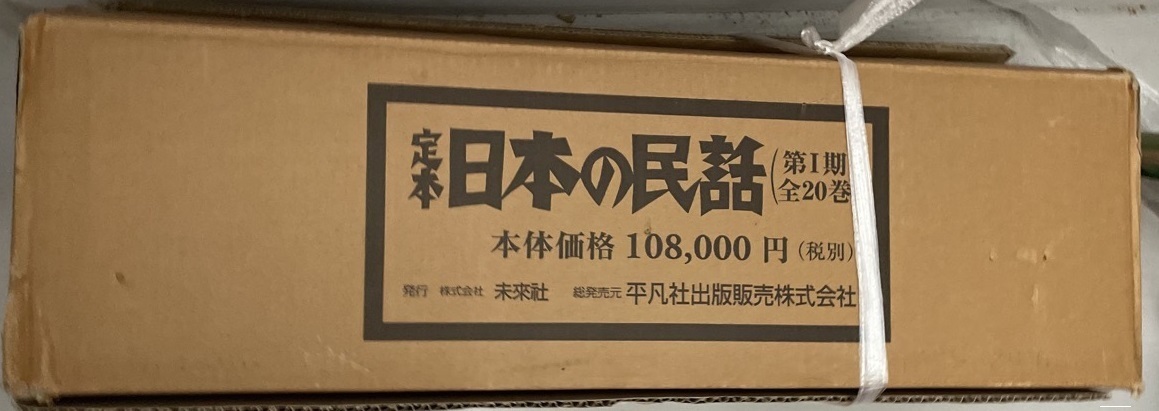 定本 日本の民話(第I期 全20巻
本体価格 108,000 円(税別)
発行 株式会社 未來社 総発売元 平凡社出版販売株式会社